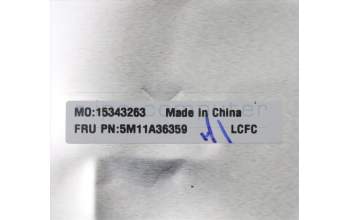 MO:15343263 Made in China
FRU PN:5M11A36359 LCFC